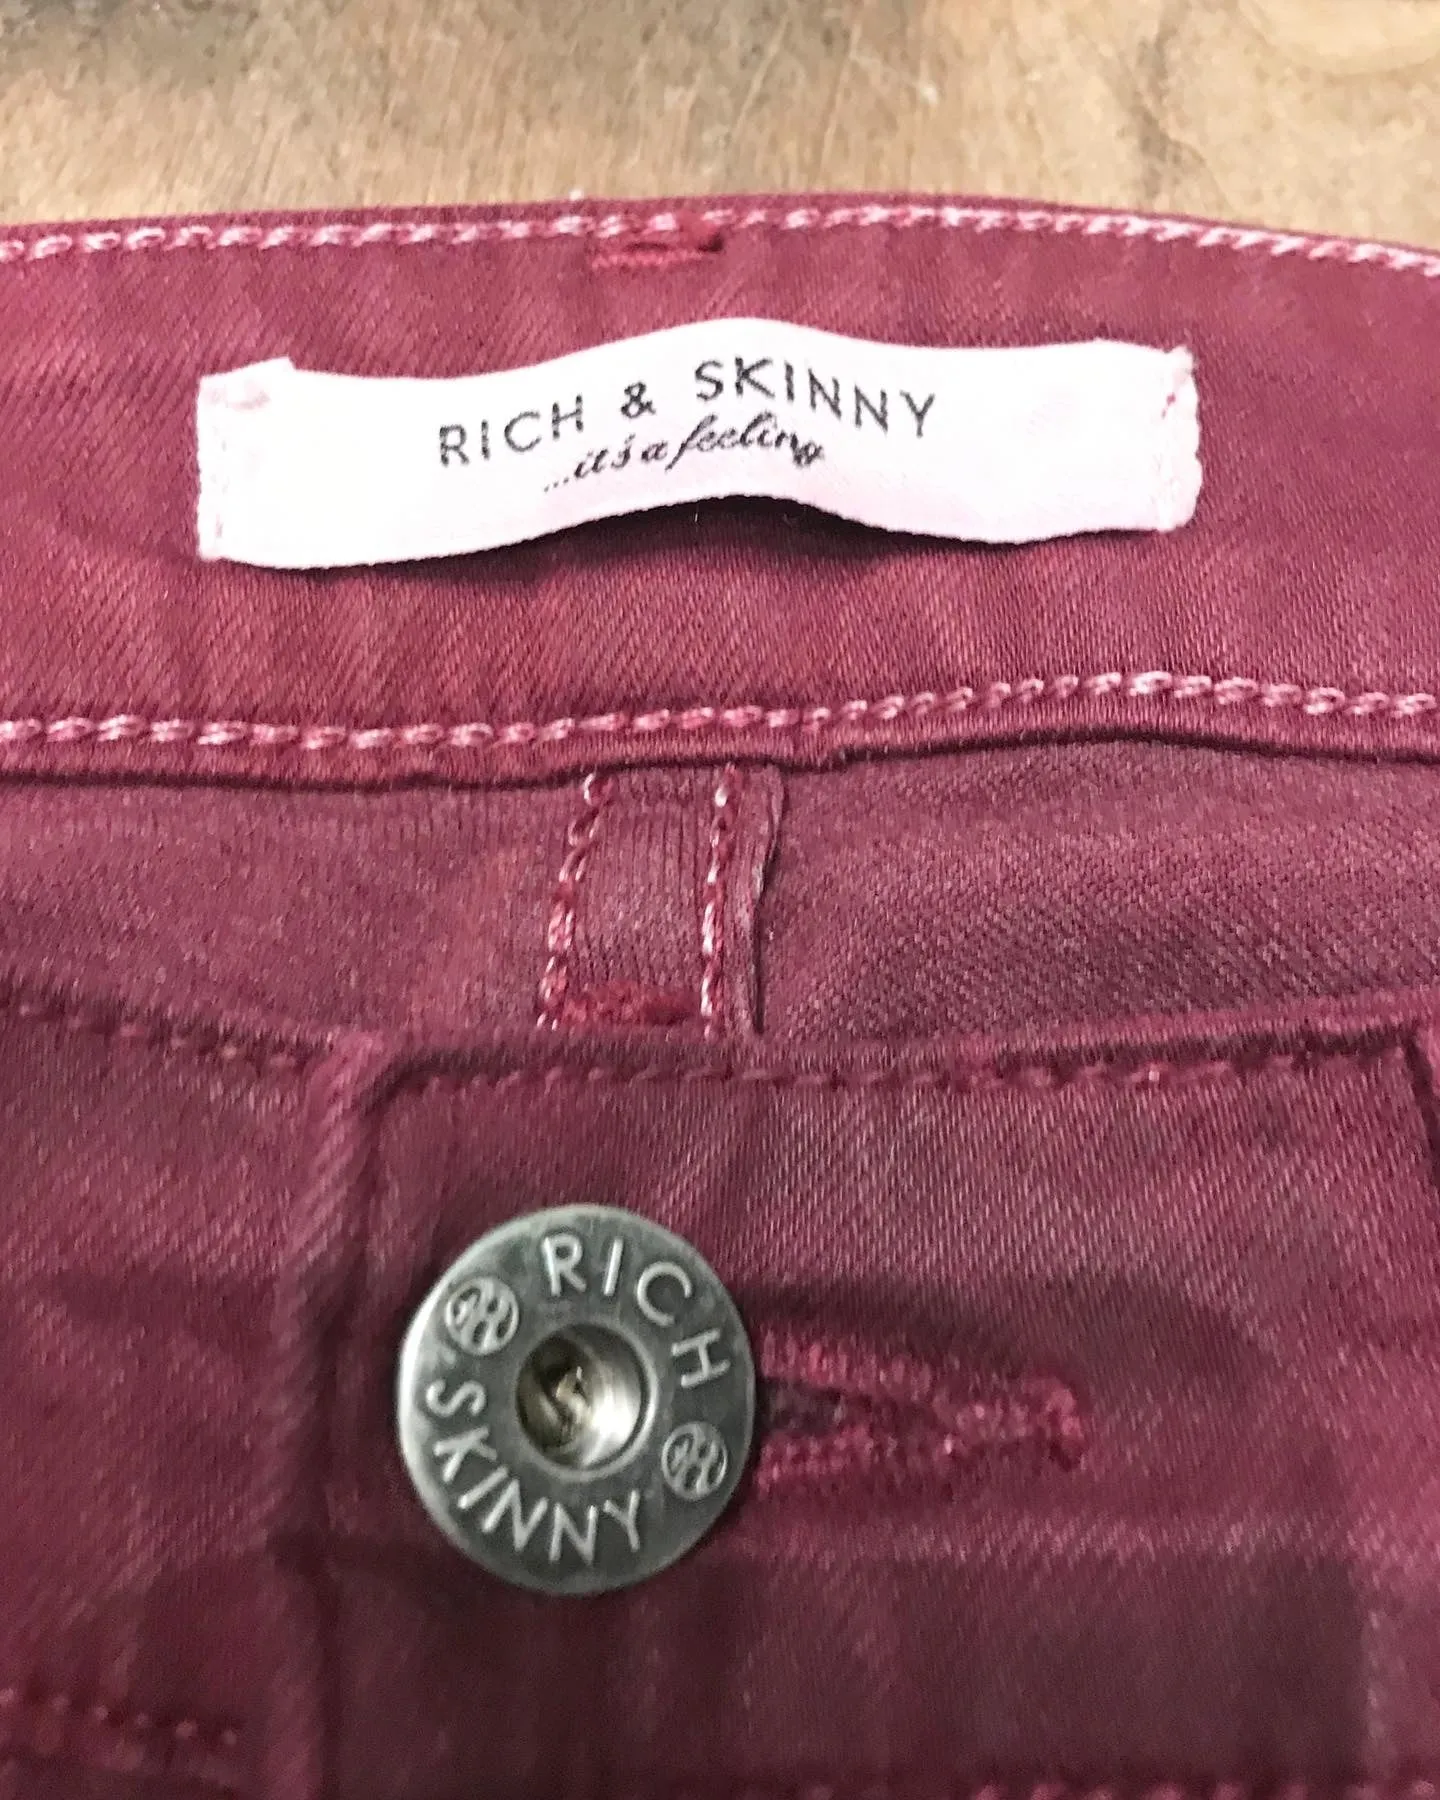 RICH & SKINNY
...it's a feeling
RICH
SKINNY